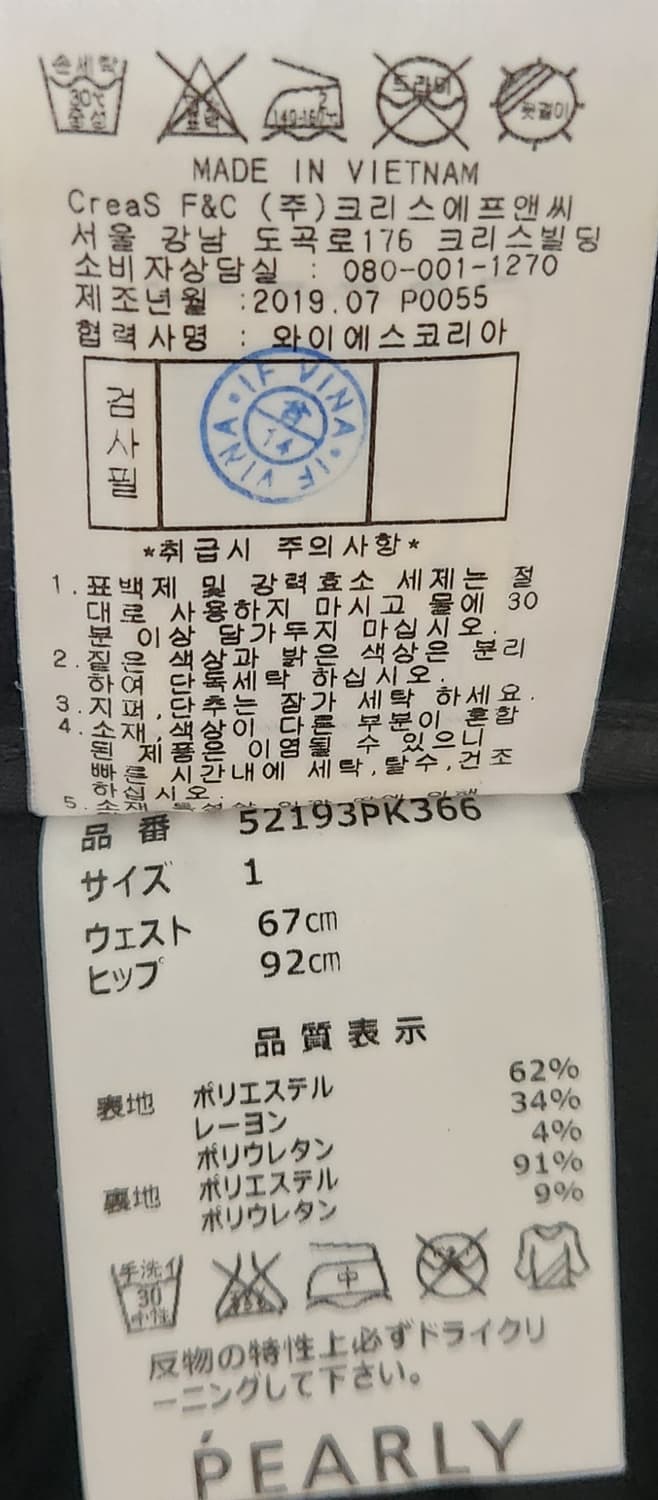 손세탁
30℃
중성
염소
표백
2
140-160℃
드라이
옷걸이
MADE IN VIETNAM
CreaS F&C (주)크리스에프앤씨
서울 강남 도곡로176 크리스빌딩
소비자상담실 : 080-001-1270
제조년월 :2019.07 P0055
협력사명 : 와이에스코리아
검사필
IF VINA · IF VINA
14
*취급시 주의사항*
1.표백제 및 강력효소 세제는 절
대로 사용하지 마시고 물에 30
분 이상 담가두지 마십시오.
2.짙은 색상과 밝은 색상은 분리
하여 단독세탁 하십시오.
3.지퍼,단추는 잠가 세탁 하세요.
4.소재,색상이 다른 부분이 혼합
된 제품은 이염될 수 있으니
빠른 시간내에 세탁,탈수,건조
하십시오.
5.소재
品番 52193PK366
サイズ 1
ウェスト 67㎝
ヒップ 92㎝
品質表示
表地 ポリエステル 62%
レーヨン 34%
ポリウレタン 4%
裏地 ポリエステル 91%
ポリウレタン 9%
手洗イ
30
中性
中
反物の特性上必ずドライクリ
ーニングして下さい。
PEARLY